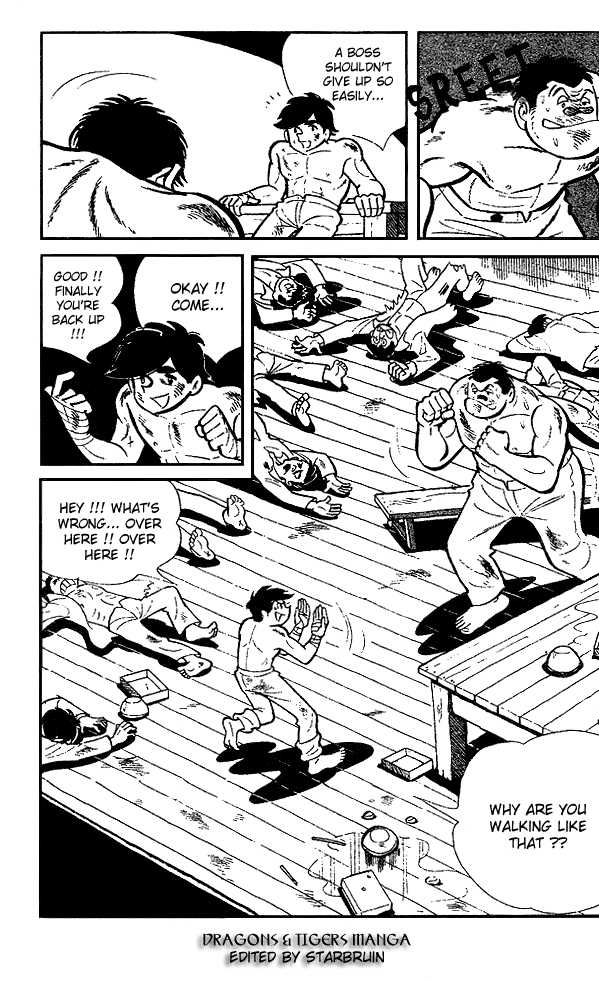 A BOSS
SHOULDN'T
GIVE UP SO
EASILY...
SREET
GOOD !!
FINALLY
YOU'RE
BACK UP
!!!
OKAY !!
COME...
HEY !!! WHAT'S
WRONG... OVER
HERE !! OVER
HERE !!
WHY ARE YOU
WALKING LIKE
THAT ??
DRAGONS & TIGERS MANGA
EDITED BY STARBRUIN